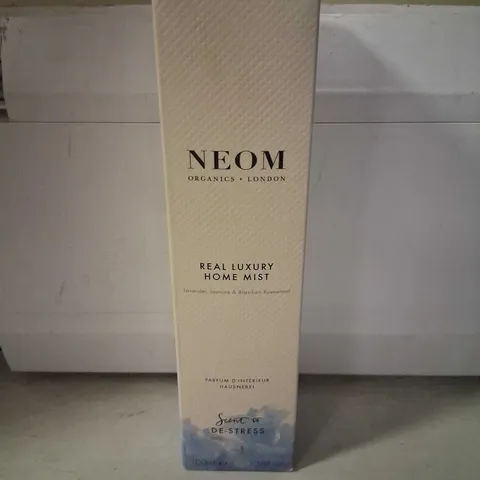 NEOM
ORGANICS • LONDON
REAL LUXURY
HOME MIST
Lavender, Jasmine & Brazilian Rosewood
PARFUM D'INTÉRIEUR
HAUSNEBEL
Scent to
DE-STRESS